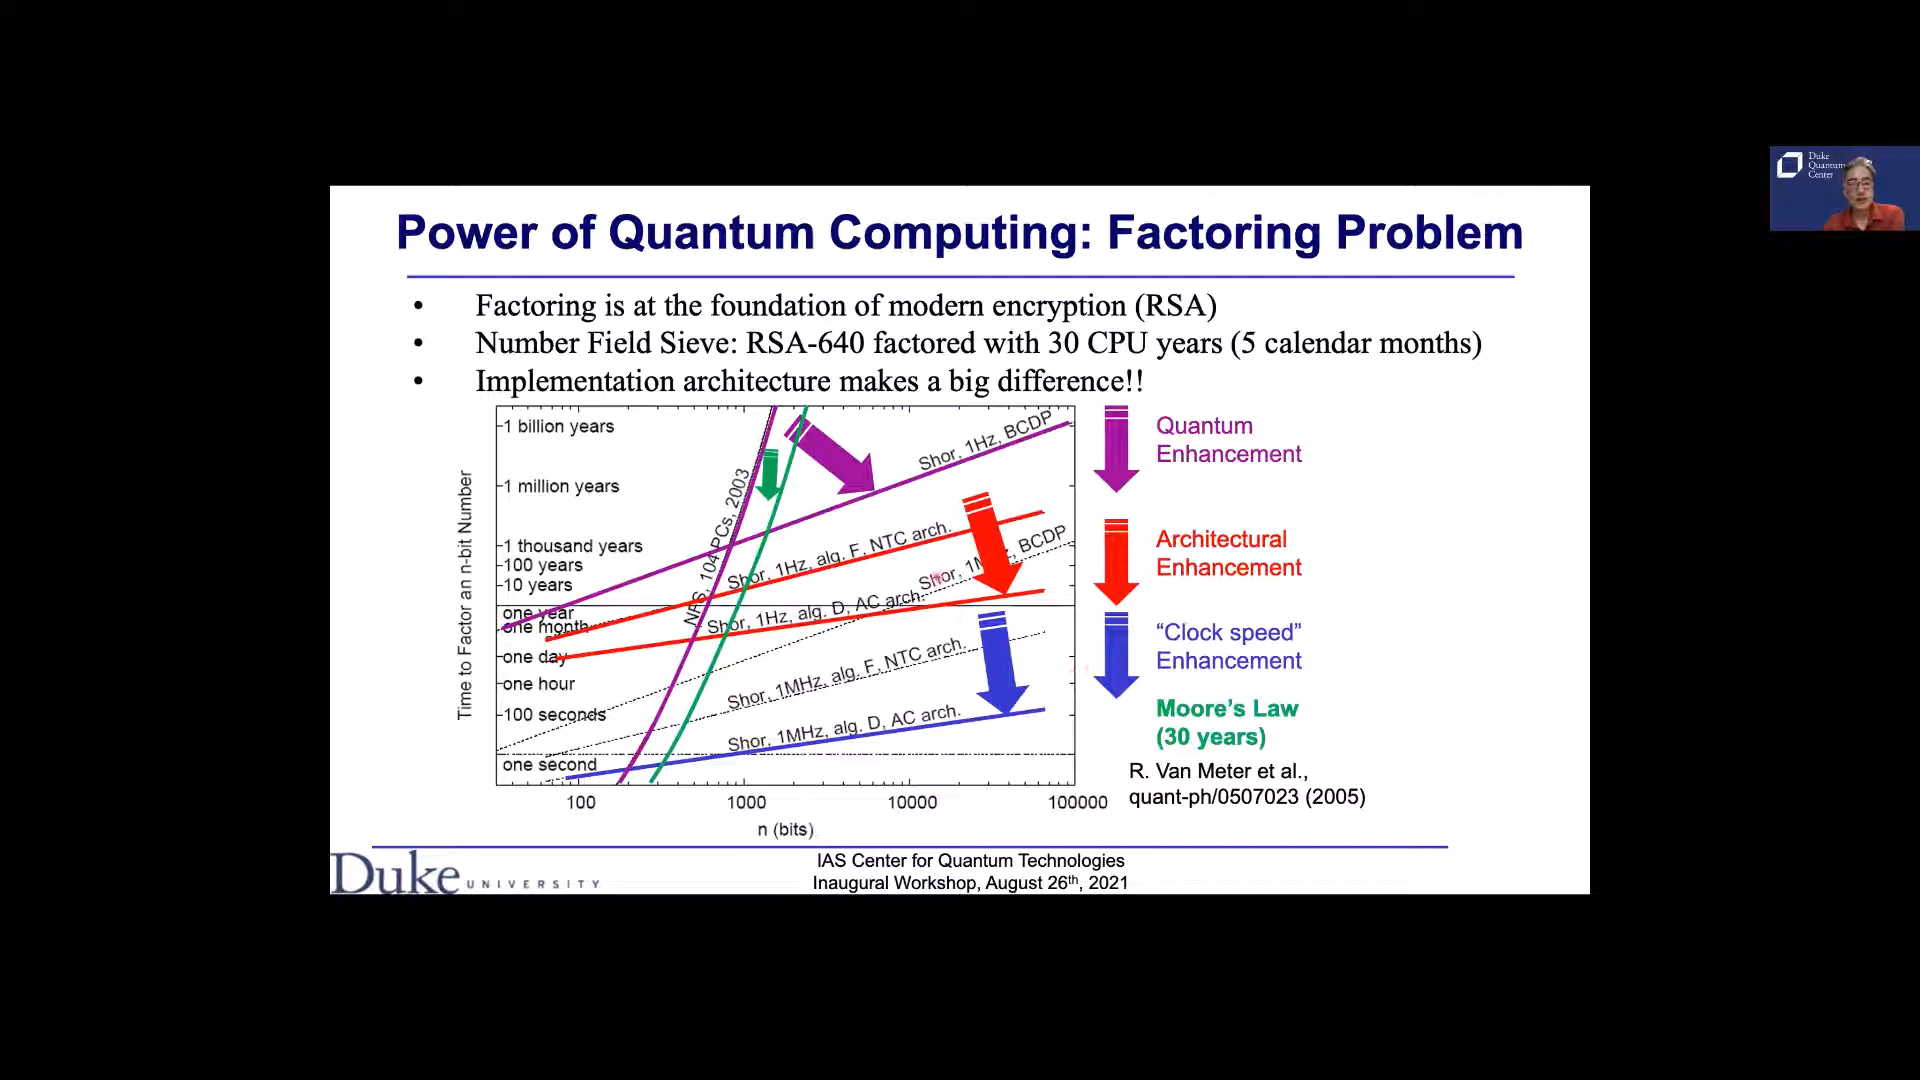 Duke
Quantum
Center
Power of Quantum Computing: Factoring Problem
• Factoring is at the foundation of modern encryption (RSA)
• Number Field Sieve: RSA-640 factored with 30 CPU years (5 calendar months)
• Implementation architecture makes a big difference!!
Time to Factor an n-bit Number
1 billion years
1 million years
1 thousand years
100 years
10 years
one year
one month
one day
one hour
100 seconds
one second
NFS, 104 PCs, 2003
Shor, 1Hz, BCDP
Shor, 1Hz, alg. F, NTC arch.
Shor, 1M , BCDP
Shor, 1Hz, alg. D, AC arch.
Shor, 1MHz, alg. F, NTC arch.
Shor, 1MHz, alg. D, AC arch.
100
1000
10000
100000
n (bits)
Quantum
Enhancement
Architectural
Enhancement
“Clock speed”
Enhancement
Moore’s Law
(30 years)
R. Van Meter et al.,
quant-ph/0507023 (2005)
Duke UNIVERSITY
IAS Center for Quantum Technologies
Inaugural Workshop, August 26th, 2021